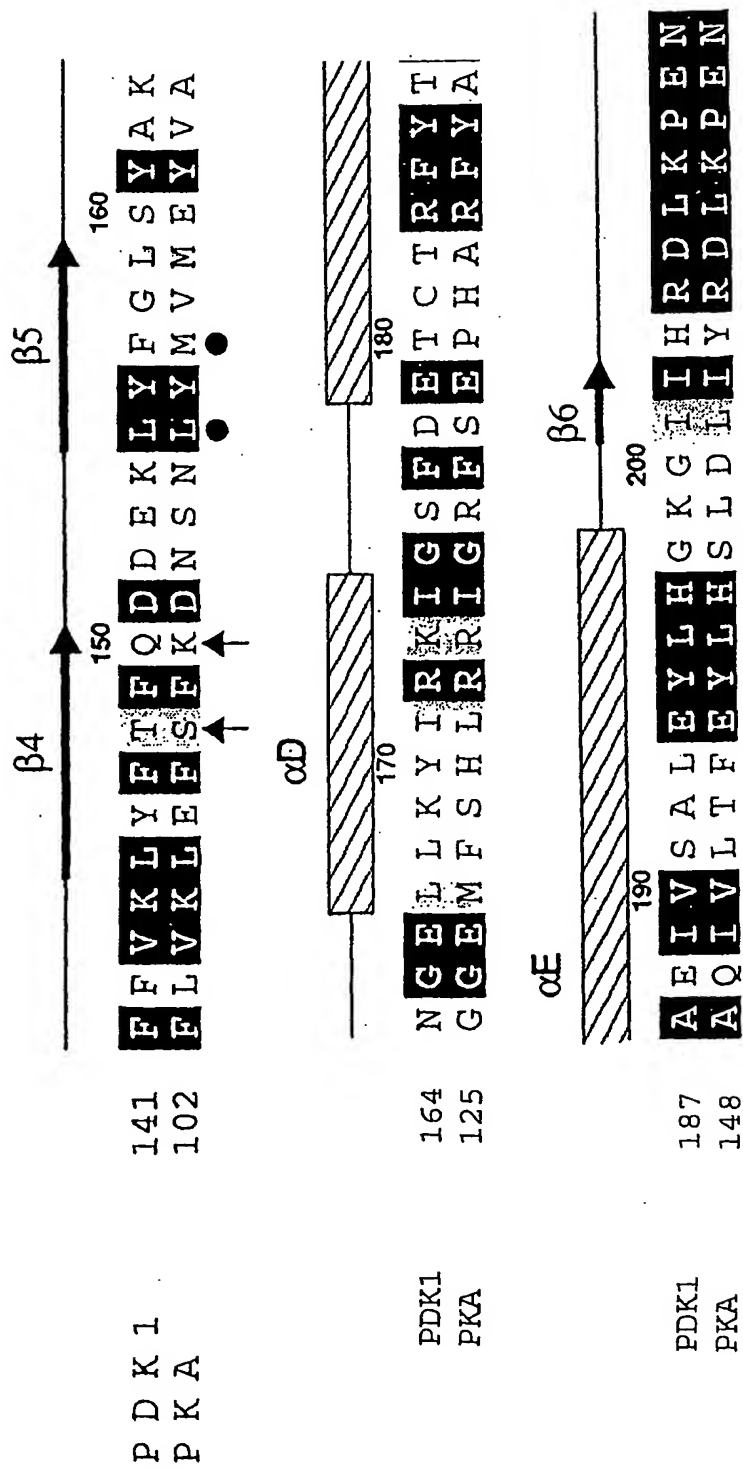 β4 β5
150 160
PDK1 141 F F V K L Y F T F Q D D E K L Y F G L S Y A K
PKA 102 F L V K L E F S F K D N S N L Y M V M E Y V A
αD
170 180
PDK1 164 N G E L L K Y I R K I G S F D E T C T R F Y T
PKA 125 G G E M F S H L R R I G R F S E P H A R F Y A
αE β6
190 200
PDK1 187 A E I V S A L E Y L H G K G I I H R D L K P E N
PKA 148 A Q I V L T F E Y L H S L D L I Y R D L K P E N